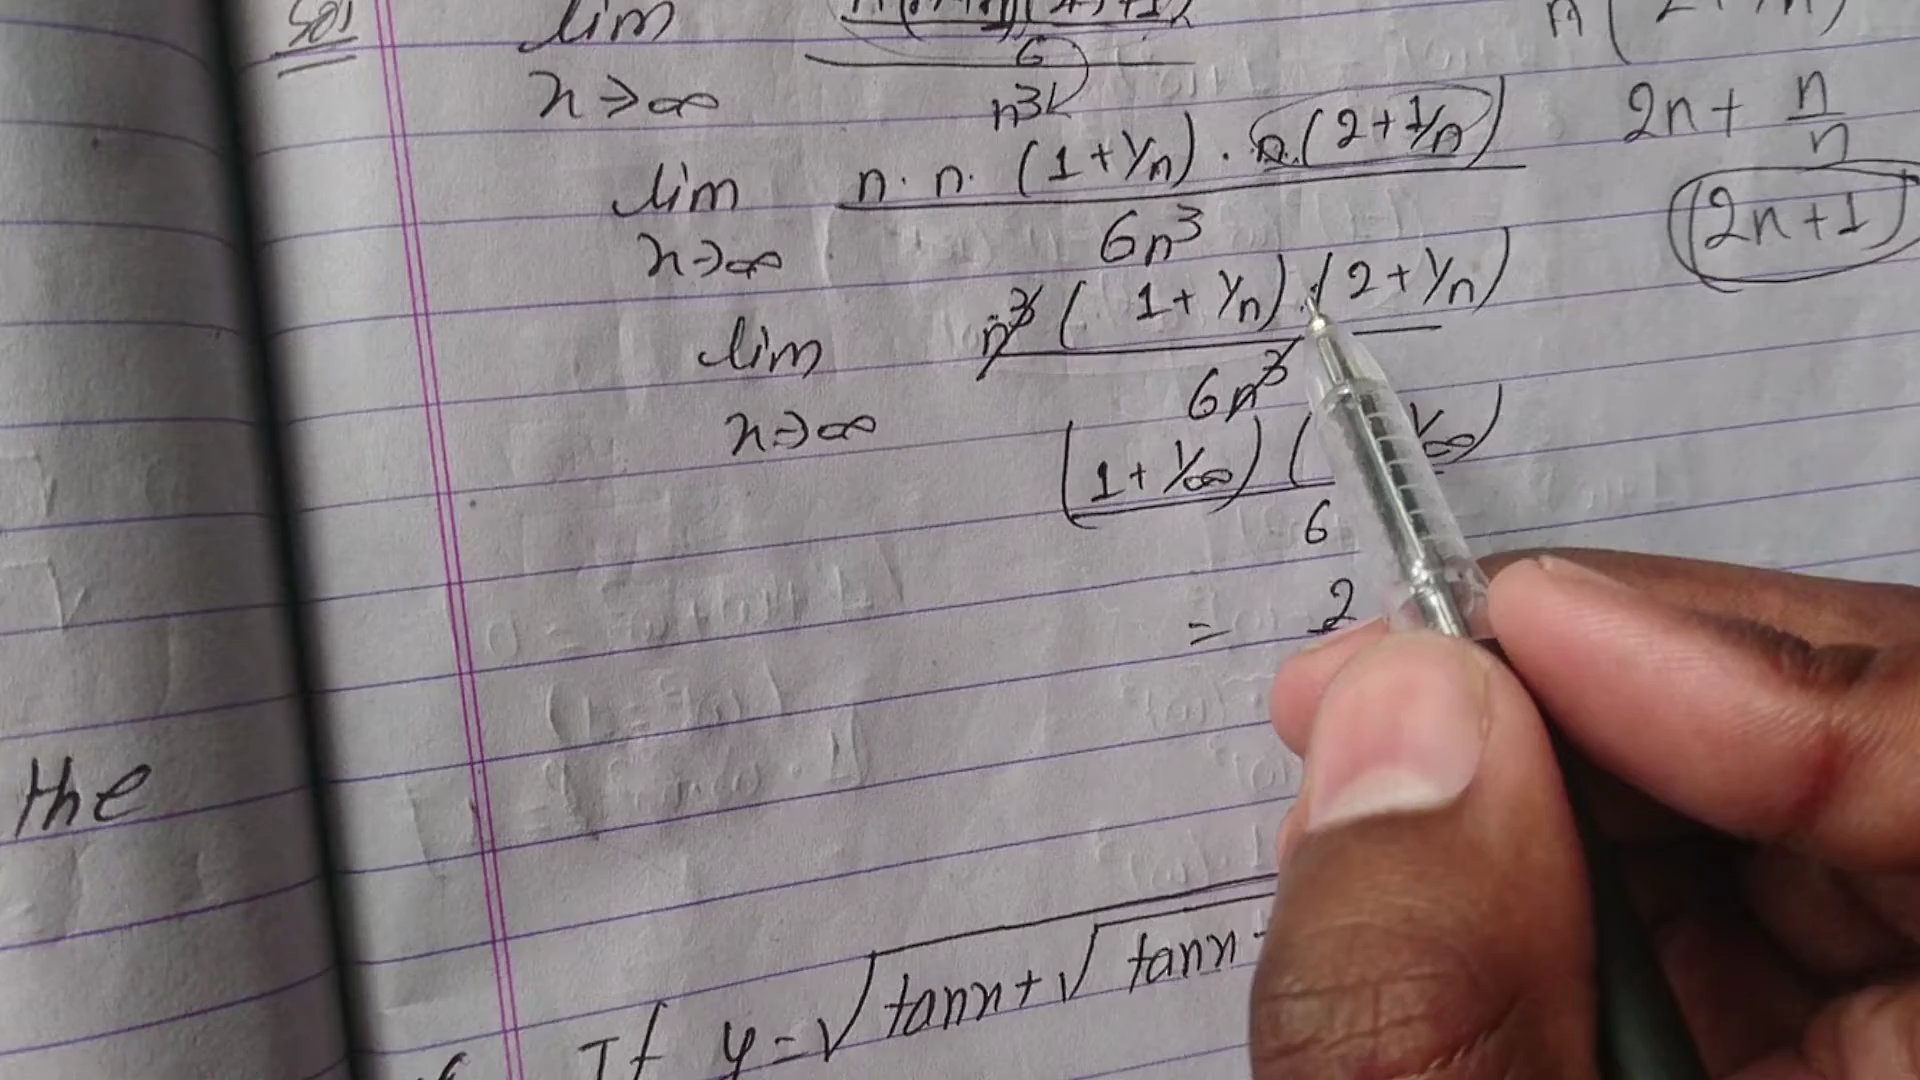 Sol lim
6
n→∞ n³
lim n. n. (1+1/n) . n.(2+1/n)
n→∞ 6n³
2n+ n/n
(2n+1)
lim n³( 1+1/n).(2+1/n)
n→∞ 6n³
(1+1/∞) ( 1/∞)
6
= 2
the
If y=√tanx+√tanx